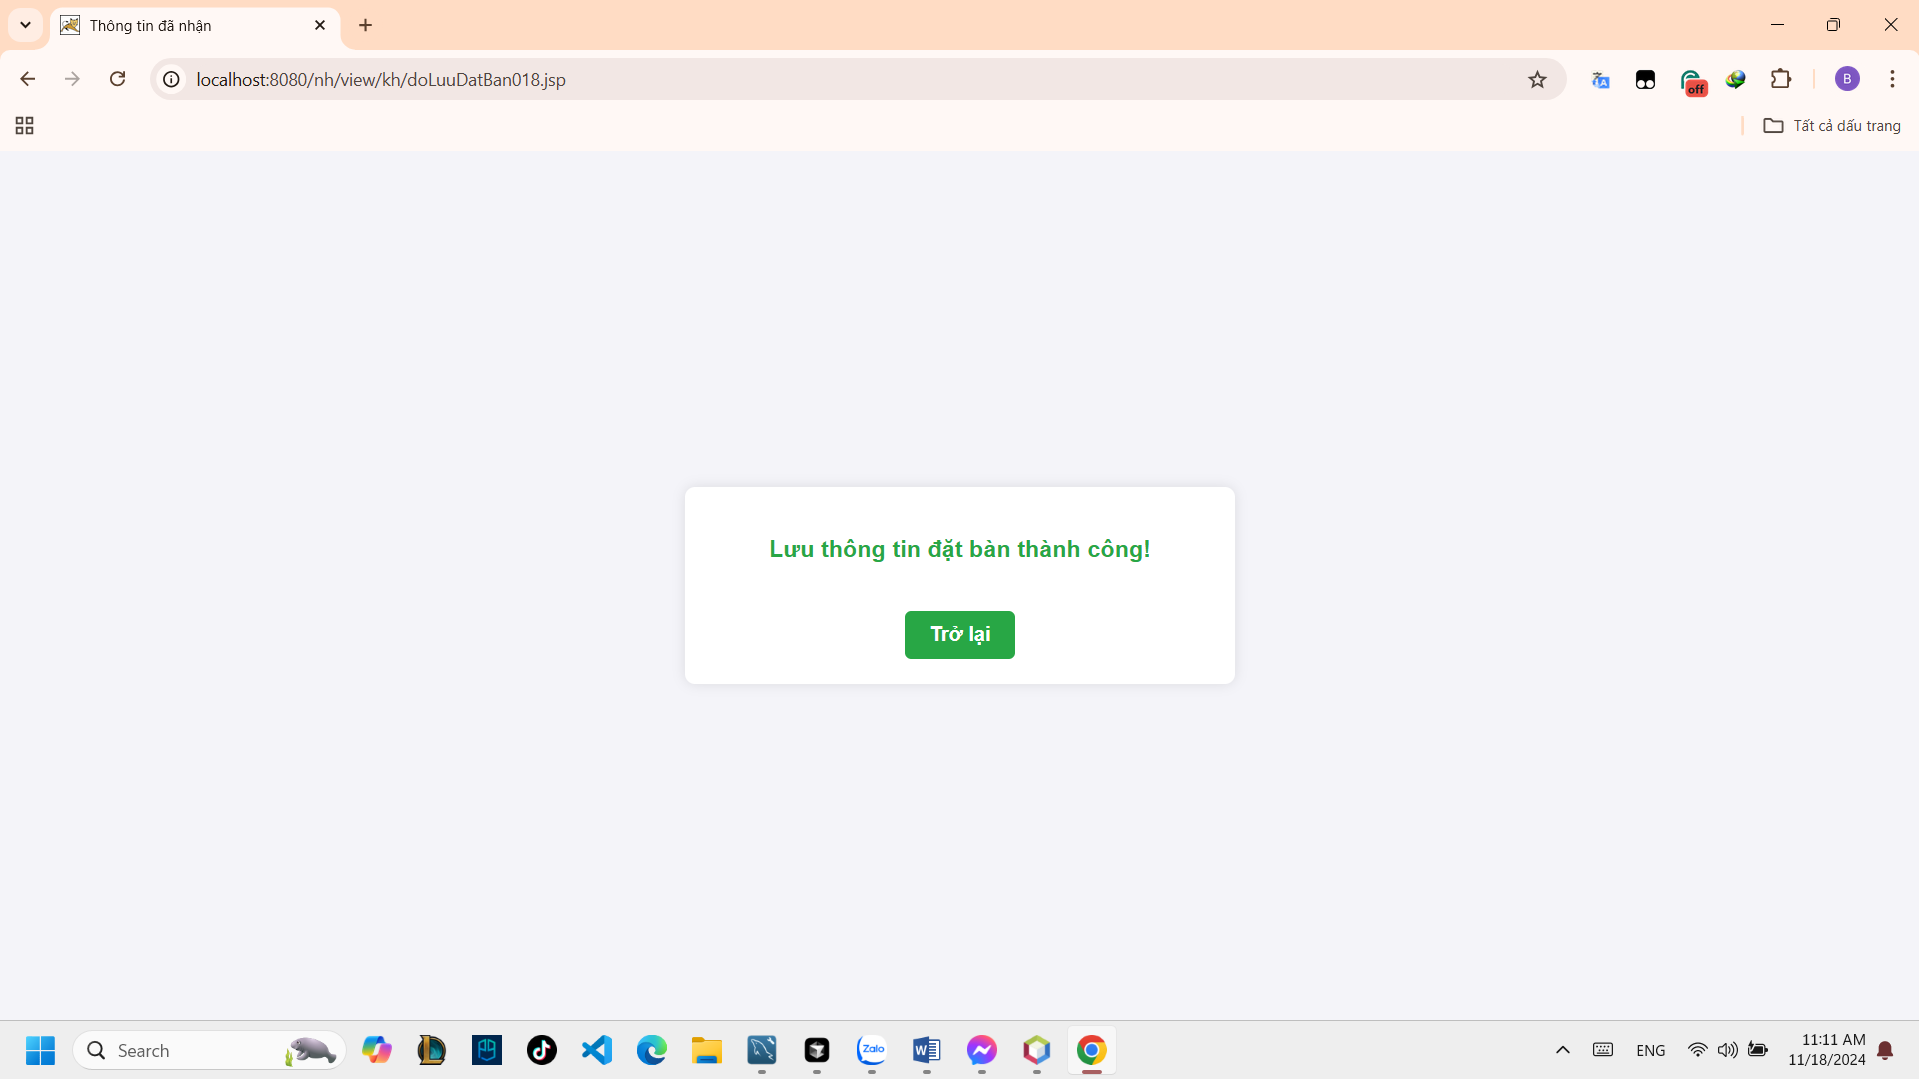 Thông tin đã nhận
localhost:8080/nh/view/kh/doLuuDatBan018.jsp
off
B
Tất cả dấu trang
Lưu thông tin đặt bàn thành công!
Trở lại
Search
Zalo
ENG
11:11 AM
11/18/2024